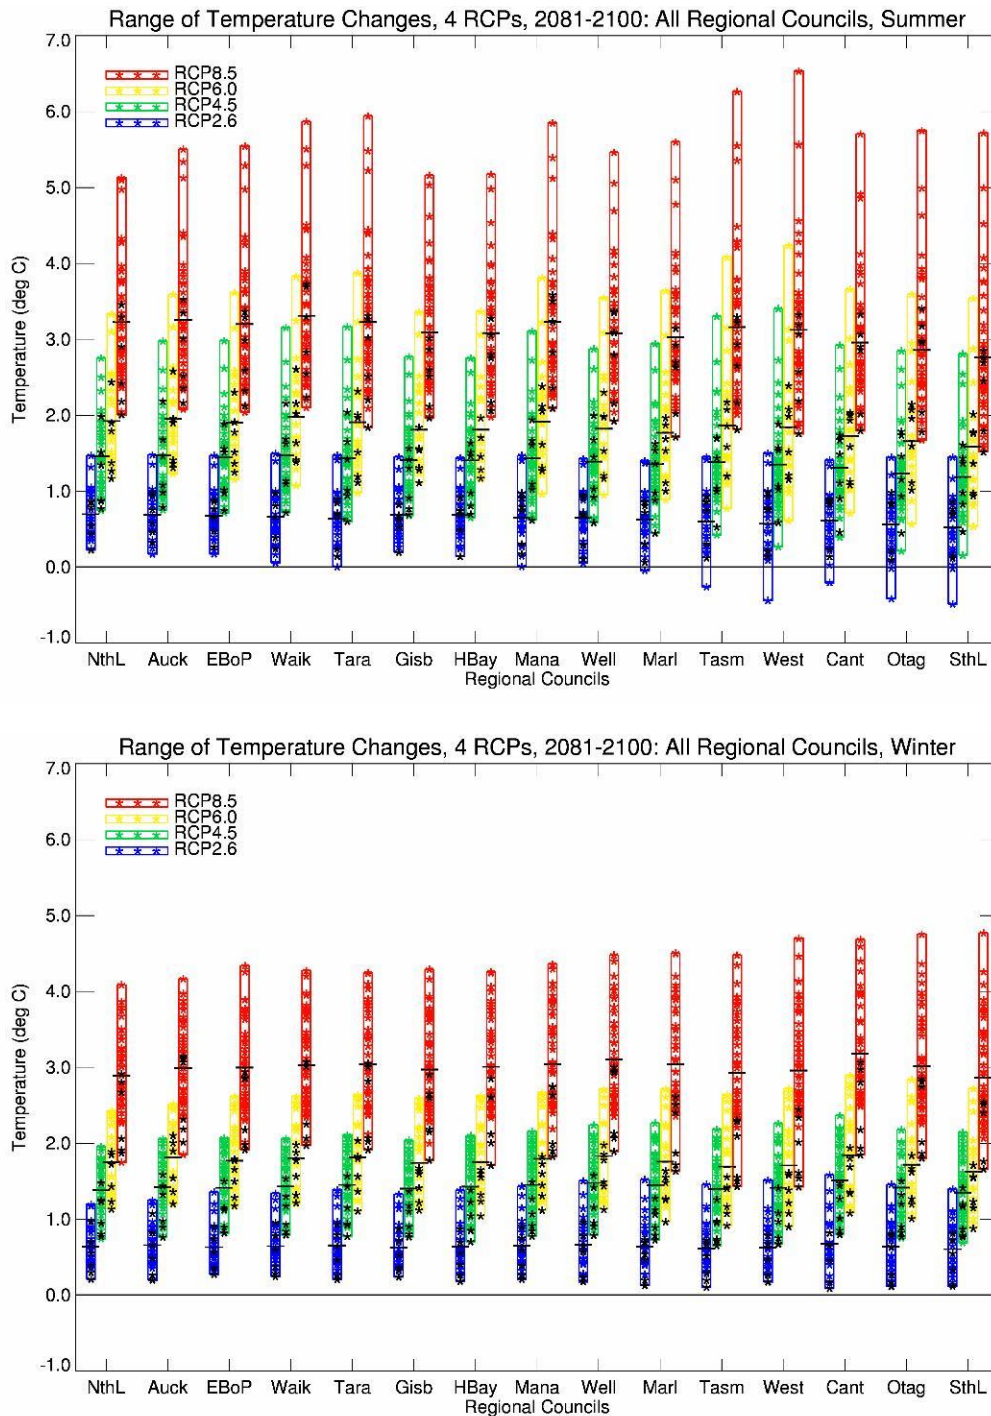 Range of Temperature Changes, 4 RCPs, 2081-2100: All Regional Councils, Summer
7.0
6.0
5.0
4.0
3.0
2.0
1.0
0.0
-1.0
Temperature (deg C)
RCP8.5
RCP6.0
RCP4.5
RCP2.6
NthL Auck EBoP Waik Tara Gisb HBay Mana Well Marl Tasm West Cant Otag SthL
Regional Councils
Range of Temperature Changes, 4 RCPs, 2081-2100: All Regional Councils, Winter
7.0
6.0
5.0
4.0
3.0
2.0
1.0
0.0
-1.0
Temperature (deg C)
RCP8.5
RCP6.0
RCP4.5
RCP2.6
NthL Auck EBoP Waik Tara Gisb HBay Mana Well Marl Tasm West Cant Otag SthL
Regional Councils